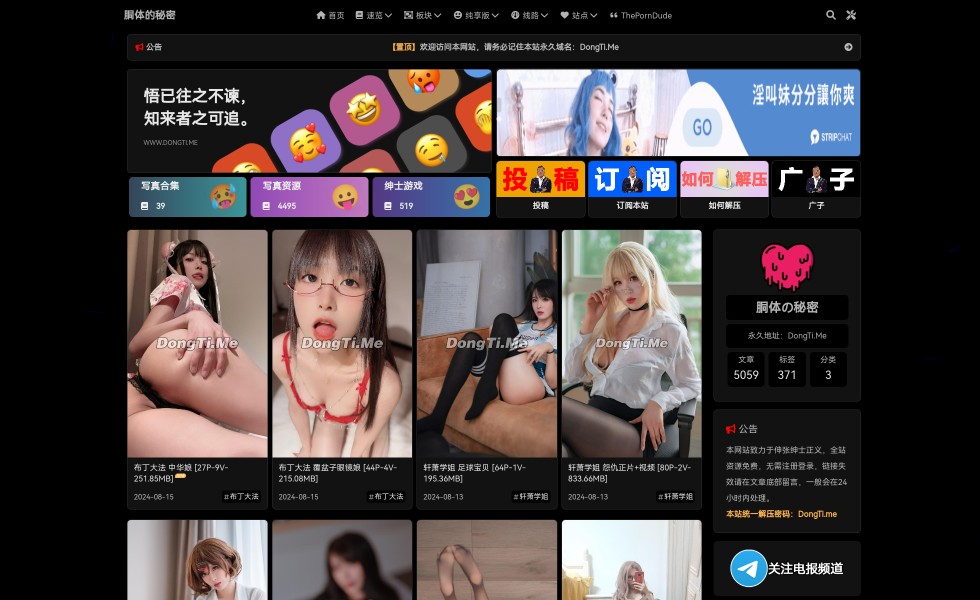 胴体的秘密
首页 速览 板块 纯享版 线路 站点 ThePornDude
公告
【置顶】欢迎访问本网站，请务必记住本站永久域名：DongTi.Me
悟已往之不谏，
知来者之可追。
WWW.DONGTI.ME
淫叫妹分分讓你爽
GO
STRIPCHAT
写真合集
39
写真资源
4495
绅士游戏
519
投稿
订阅
如何解压
广子
投稿
订阅本站
如何解压
广子
DongTi.Me
DongTi.Me
DongTi.Me
DongTi.Me
布丁大法 中华娘 [27P-9V-
251.85MB]
2024-08-15
#布丁大法
布丁大法 覆盆子眼镜娘 [44P-4V-
215.08MB]
2024-08-15
#布丁大法
轩萧学姐 足球宝贝 [64P-1V-
195.36MB]
2024-08-13
#轩萧学姐
轩萧学姐 怨仇正片+视频 [80P-2V-
833.66MB]
2024-08-13
#轩萧学姐
胴体の秘密
永久地址：DongTi.Me
文章 标签 分类
5059 371 3
公告
本网站致力于伸张绅士正义，全站
资源免费，无需注册登录，链接失
效请在文章底部留言，一般会在24
小时内处理。
本站统一解压密码：DongTi.me
关注电报频道